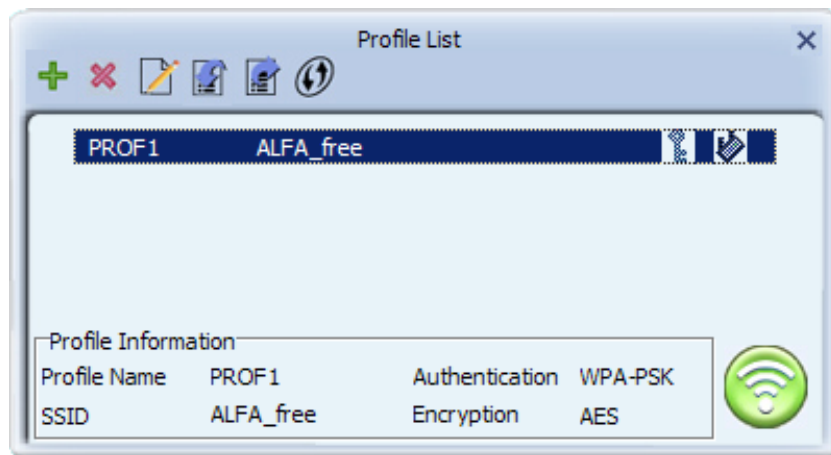 Profile List
PROF1 ALFA_free
Profile Information
Profile Name PROF1 Authentication WPA-PSK
SSID ALFA_free Encryption AES